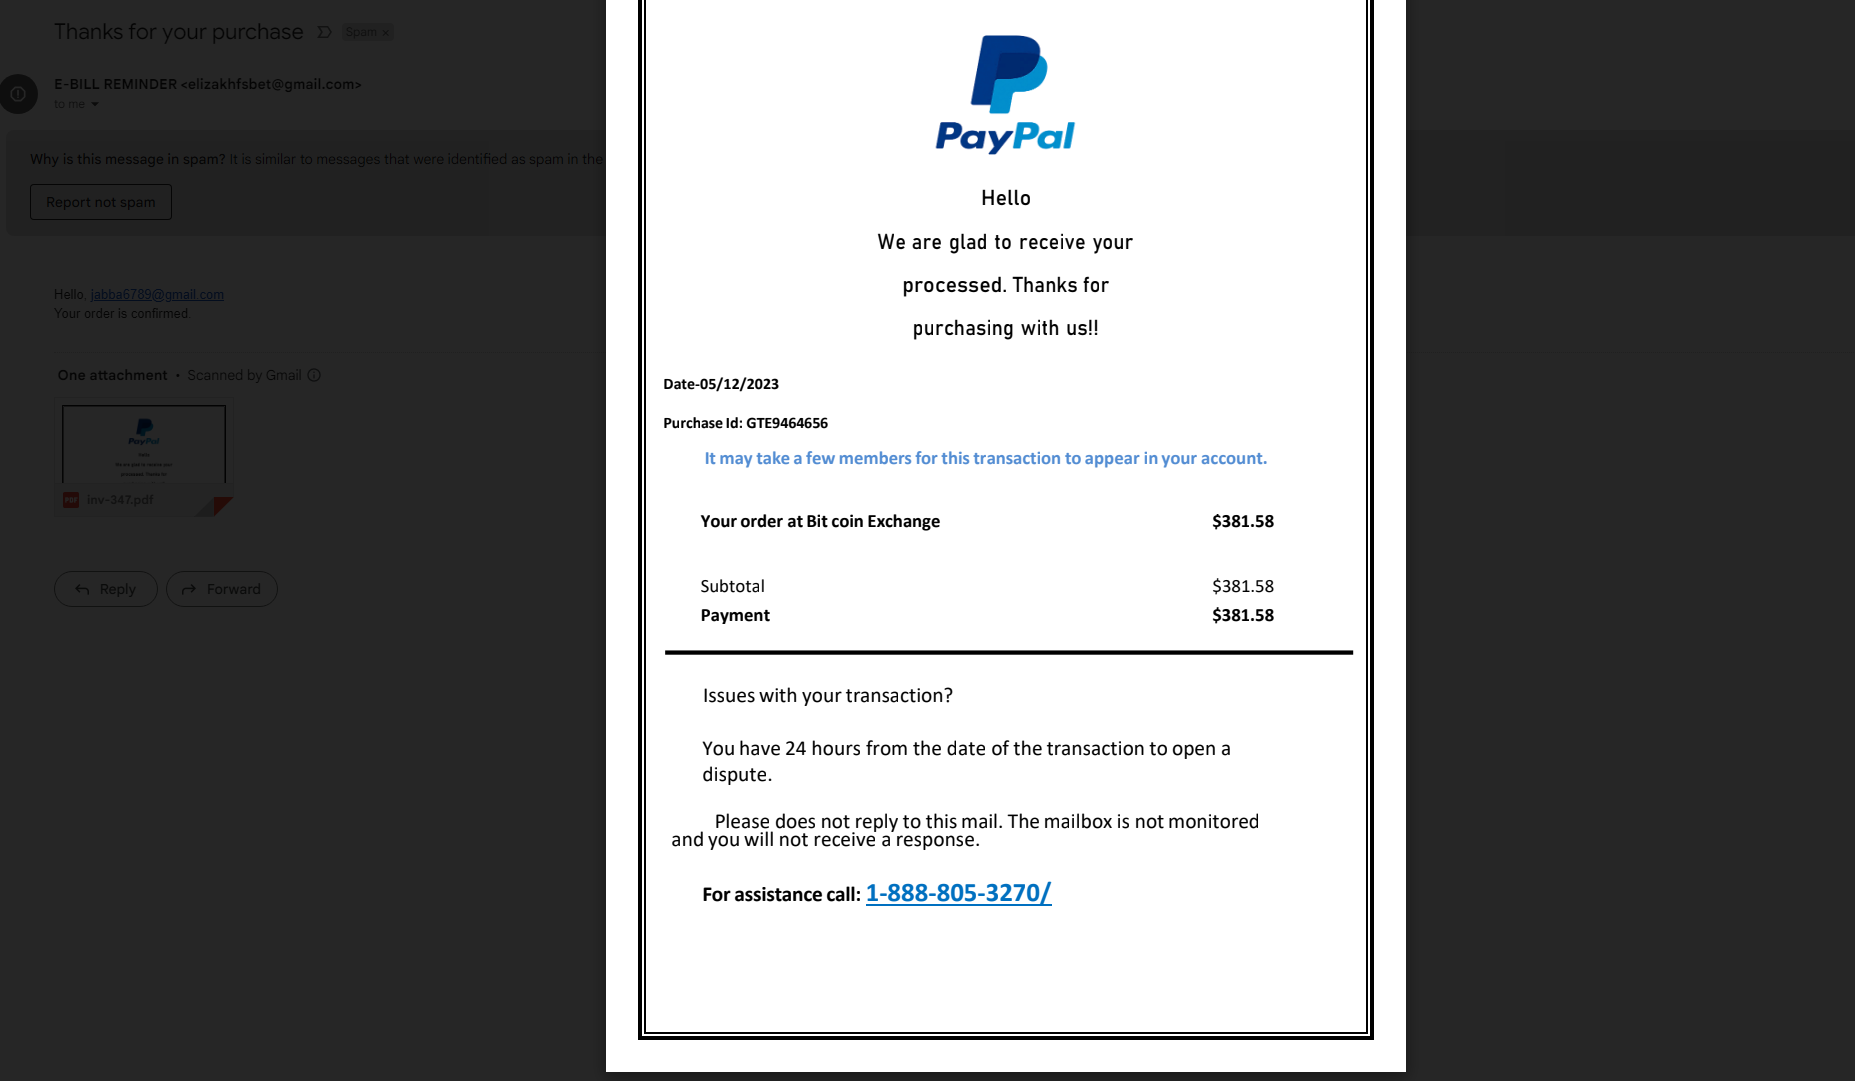 Thanks for your purchase
Spam ×
E-BILL REMINDER <elizakhfsbet@gmail.com>
to me
Why is this message in spam? It is similar to messages that were identified as spam in the
Report not spam
Hello, jabba6789@gmail.com
Your order is confirmed.
One attachment • Scanned by Gmail
PayPal
Hello
PDF inv-347.pdf
Reply
Forward
PayPal
Hello
We are glad to receive your
processed. Thanks for
purchasing with us!!
Date-05/12/2023
Purchase Id: GTE9464656
It may take a few members for this transaction to appear in your account.
Your order at Bit coin Exchange $381.58
Subtotal $381.58
Payment $381.58
Issues with your transaction?
You have 24 hours from the date of the transaction to open a
dispute.
Please does not reply to this mail. The mailbox is not monitored
and you will not receive a response.
For assistance call: 1-888-805-3270/